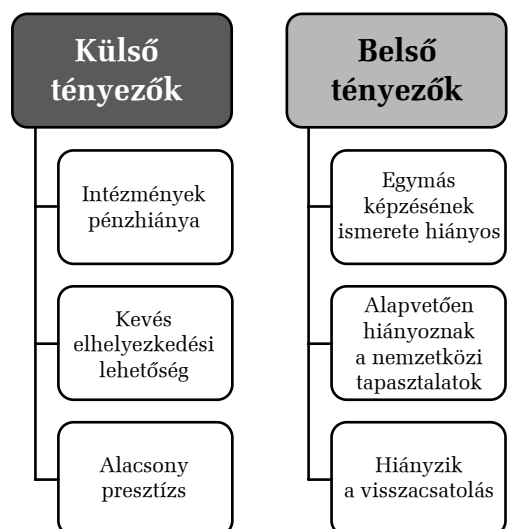 Külső
tényezők
Intézmények
pénzhiánya
Kevés
elhelyezkedési
lehetőség
Alacsony
presztízs
Belső
tényezők
Egymás
képzésének
ismerete hiányos
Alapvetően
hiányoznak
a nemzetközi
tapasztalatok
Hiányzik
a visszacsatolás